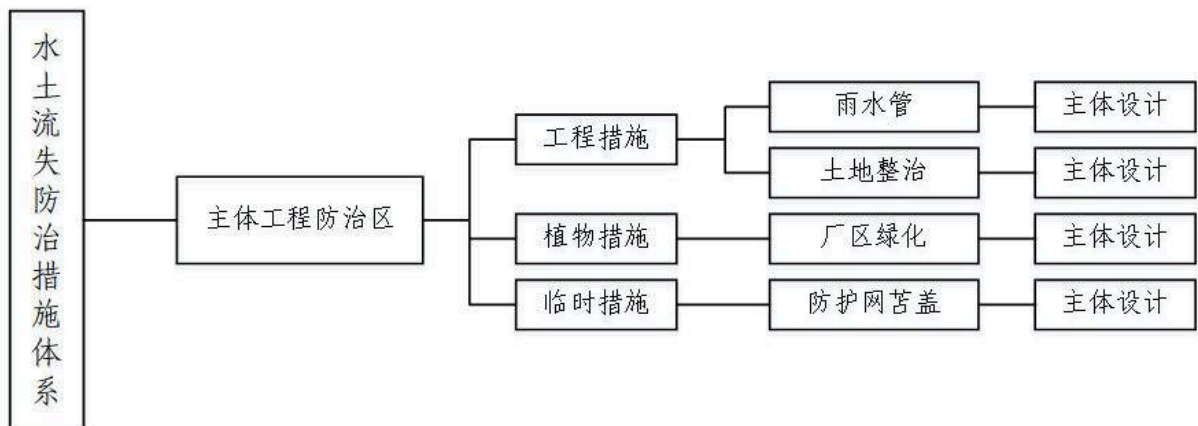 水土流失防治措施体系
主体工程防治区
工程措施
雨水管
主体设计
土地整治
主体设计
植物措施
厂区绿化
主体设计
临时措施
防护网苫盖
主体设计